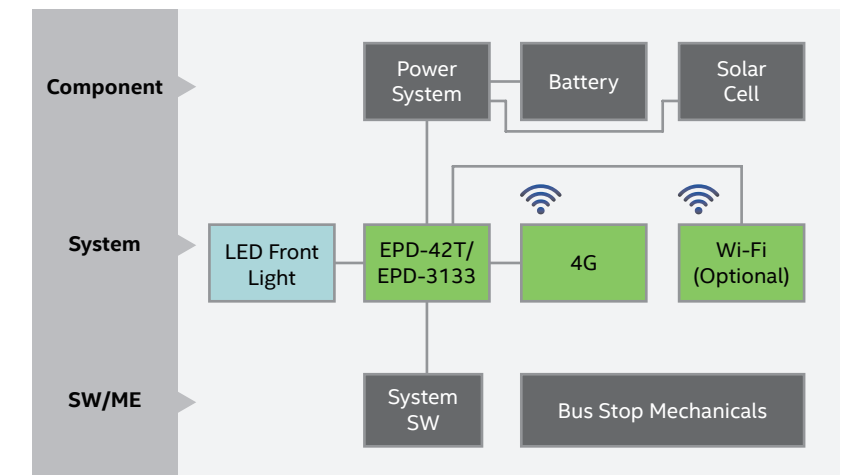 Component
Power
System
Battery
Solar
Cell
System
LED Front
Light
EPD-42T/
EPD-3133
4G
Wi-Fi
(Optional)
SW/ME
System
SW
Bus Stop Mechanicals